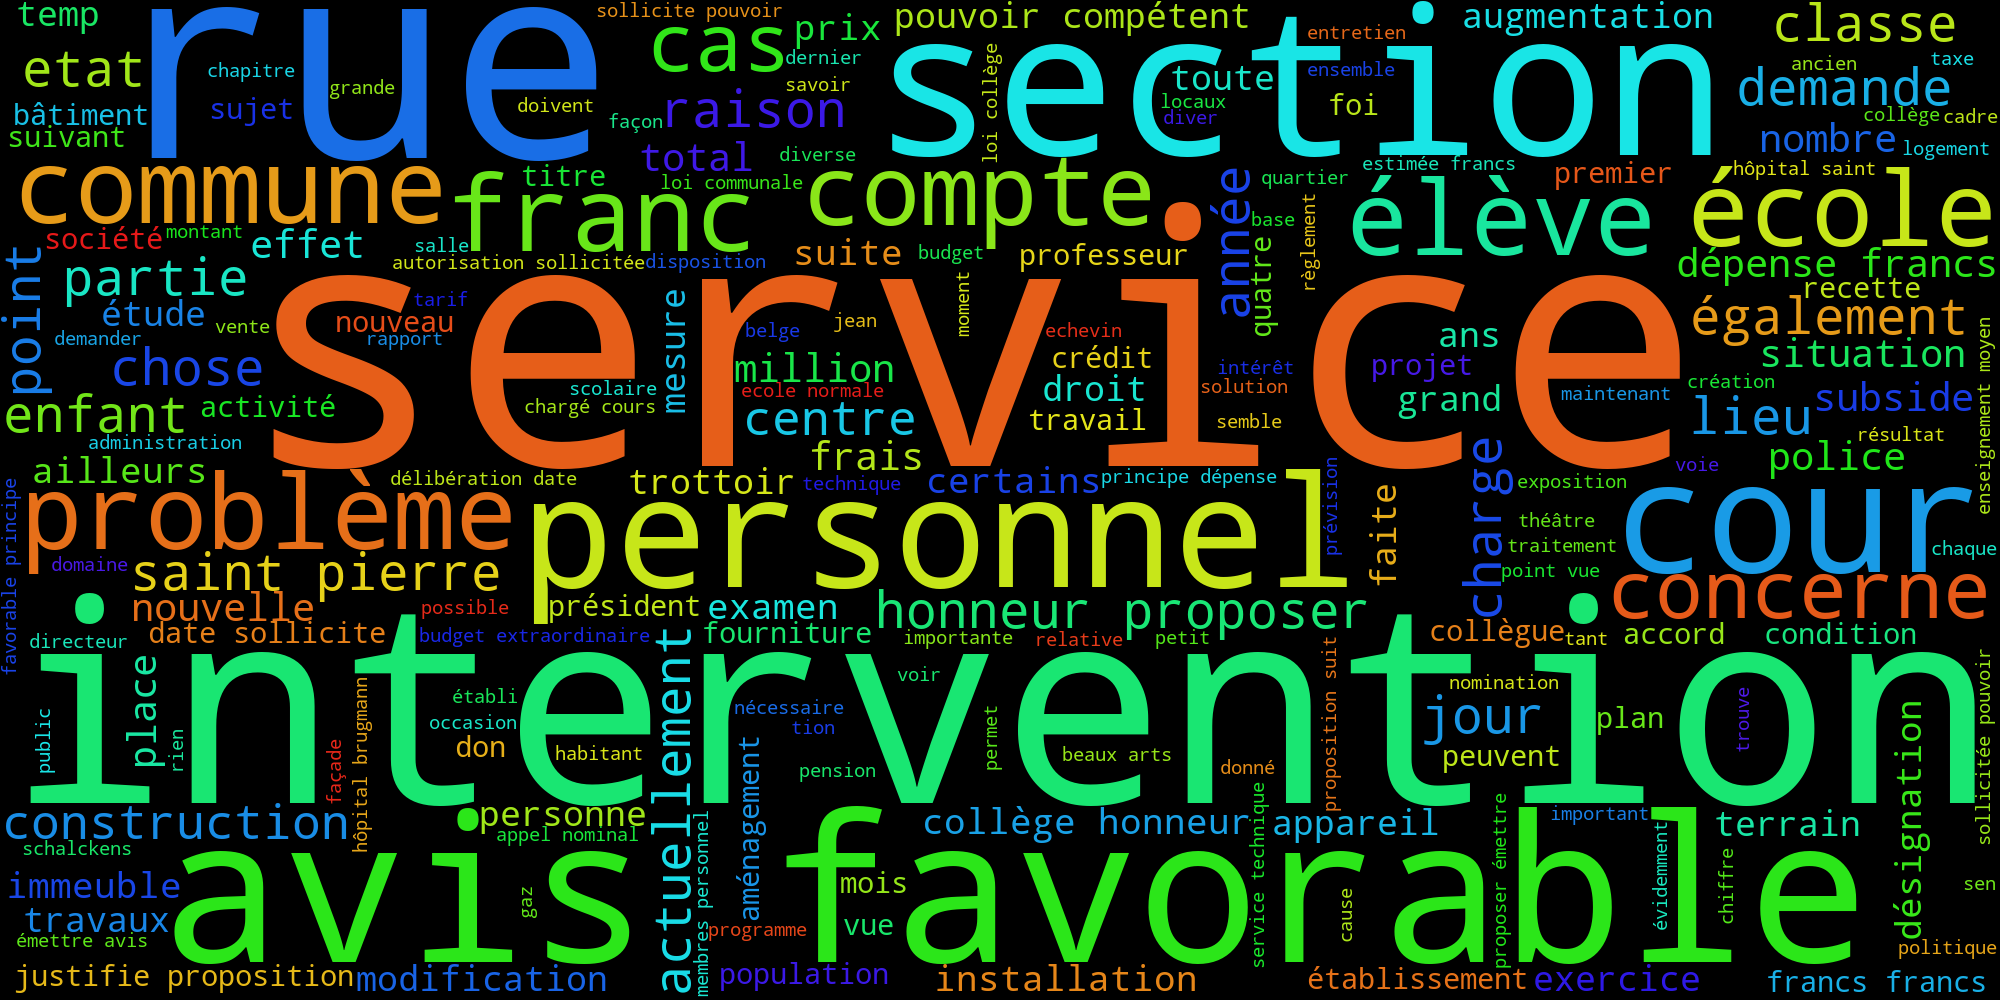 temp
rue
sollicite pouvoir
cas
prix
pouvoir compétent
augmentation
classe
etat
chapitre
grande
dernier
savoir
loi collège
section
toute
entretien
ensemble
ancien
taxe
demande
bâtiment
sujet
doivent
façon
raison
locaux
diver
foi
collège
cadre
suivant
total
diverse
nombre
logement
commune
franc
titre
loi communale
compte
année
quartier
estimée francs
premier
hôpital saint
élève
école
société
montant
effet
salle
autorisation sollicitée
disposition
suite
budget
professeur
base
quatre
règlement
dépense francs
point
partie
étude
tarif
service
recette
demander
vente
nouveau
rapport
mesure
belge
jean
moment
echevin
également
chose
million
crédit
ans
projet
intérêt
situation
enseignement moyen
scolaire
ecole normale
droit
solution
maintenant
création
enfant
activité
chargé cours
centre
travail
semble
grand
lieu
subside
administration
frais
résultat
ailleurs
délibération date
trottoir
technique
certains
principe dépense
charge
voie
police
favorable principe
problème
personnel
prévision
faite
exposition
théâtre
traitement
cour
chaque
domaine
saint pierre
point vue
concerne
nouvelle
possible
président
examen
honneur proposer
directeur
date sollicite
budget extraordinaire
fourniture
importante
relative
petit
collègue
tant
accord
condition
intervention
public
place
rien
hôpital brugmann
façade
établi
occasion
don
habitant
actuellement
voir
nécessaire
tion
aménagement
pension
permet
beaux arts
donné
proposition suit
nomination
jour
peuvent
plan
trouve
désignation
sollicitée pouvoir
construction
personne
appel nominal
collège honneur
appareil
important
terrain
schalckens
avis
favorable
immeuble
gaz
membres personnel
mois
service technique
cause
proposer émettre
évidemment
chiffre
sen
travaux
émettre avis
programme
vue
politique
justifie proposition
modification
population
installation
établissement
exercice
francs francs